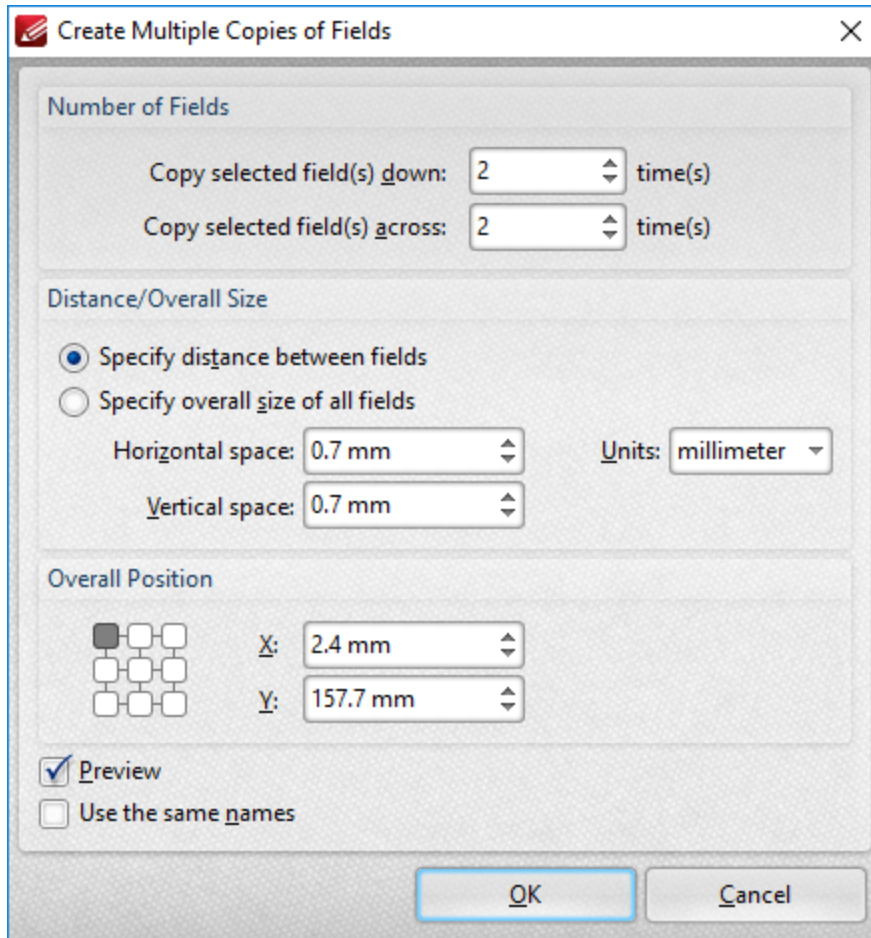 Create Multiple Copies of Fields
Number of Fields
Copy selected field(s) down: 2 time(s)
Copy selected field(s) across: 2 time(s)
Distance/Overall Size
Specify distance between fields
Specify overall size of all fields
Horizontal space: 0.7 mm Units: millimeter
Vertical space: 0.7 mm
Overall Position
X: 2.4 mm
Y: 157.7 mm
Preview
Use the same names
OK Cancel